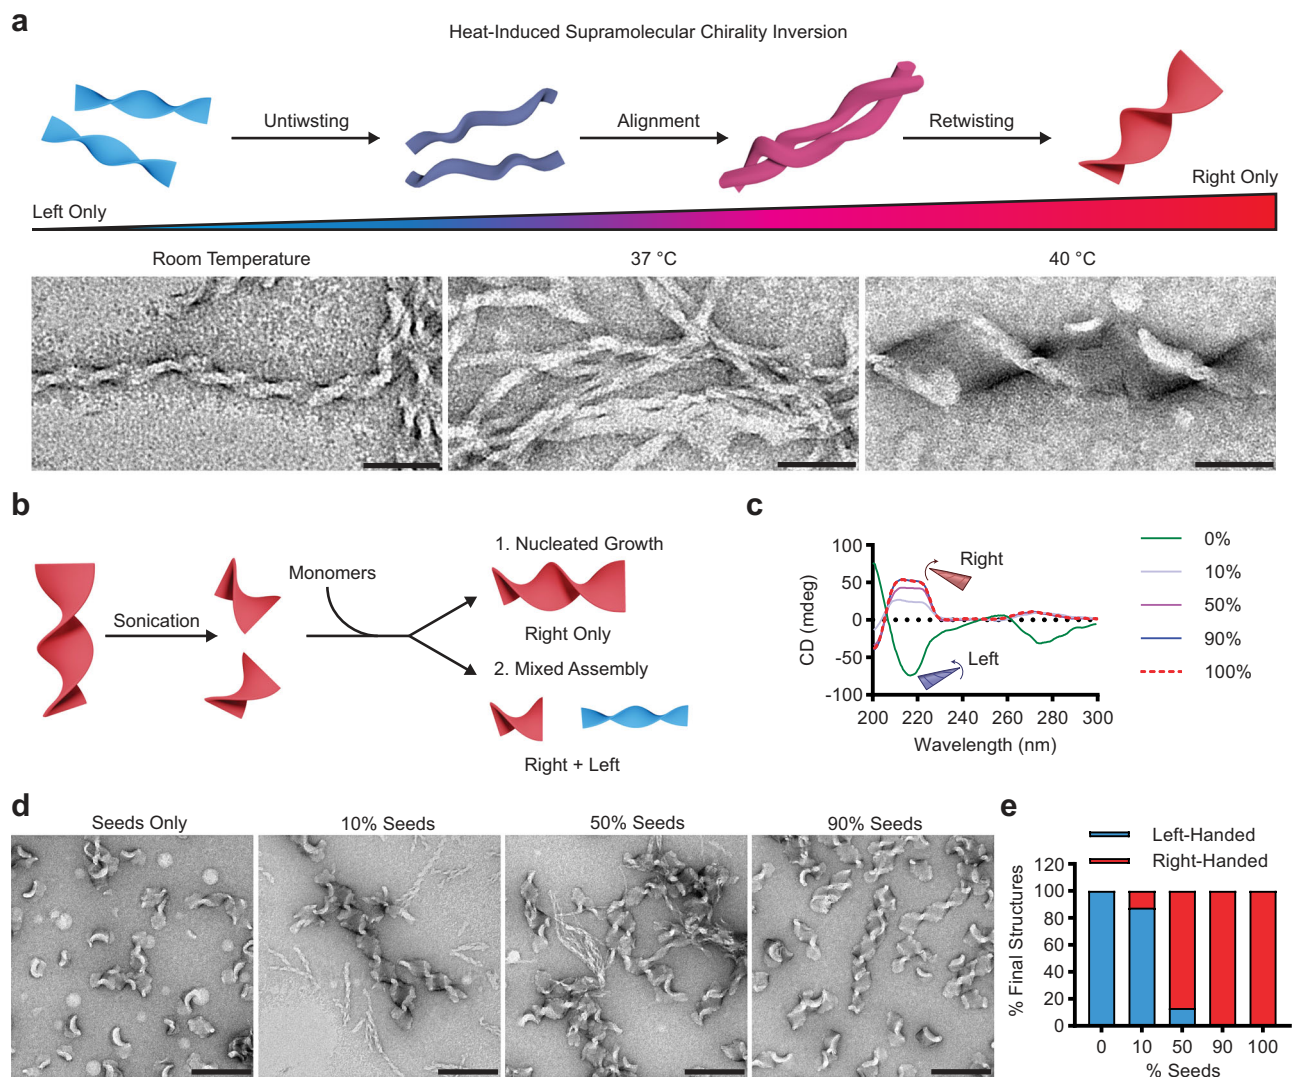 a
Heat-Induced Supramolecular Chirality Inversion
Untiwsting
Alignment
Retwisting
Left Only
Right Only
Room Temperature
37 °C
40 °C
b
Sonication
Monomers
1. Nucleated Growth
Right Only
2. Mixed Assembly
Right + Left
c
CD (mdeg)
100
50
0
-50
-100
200 220 240 260 280 300
Wavelength (nm)
Right
Left
0%
10%
50%
90%
100%
d
Seeds Only
10% Seeds
50% Seeds
90% Seeds
e
Left-Handed
Right-Handed
% Final Structures
120
100
80
60
40
20
0
0 10 50 90 100
% Seeds